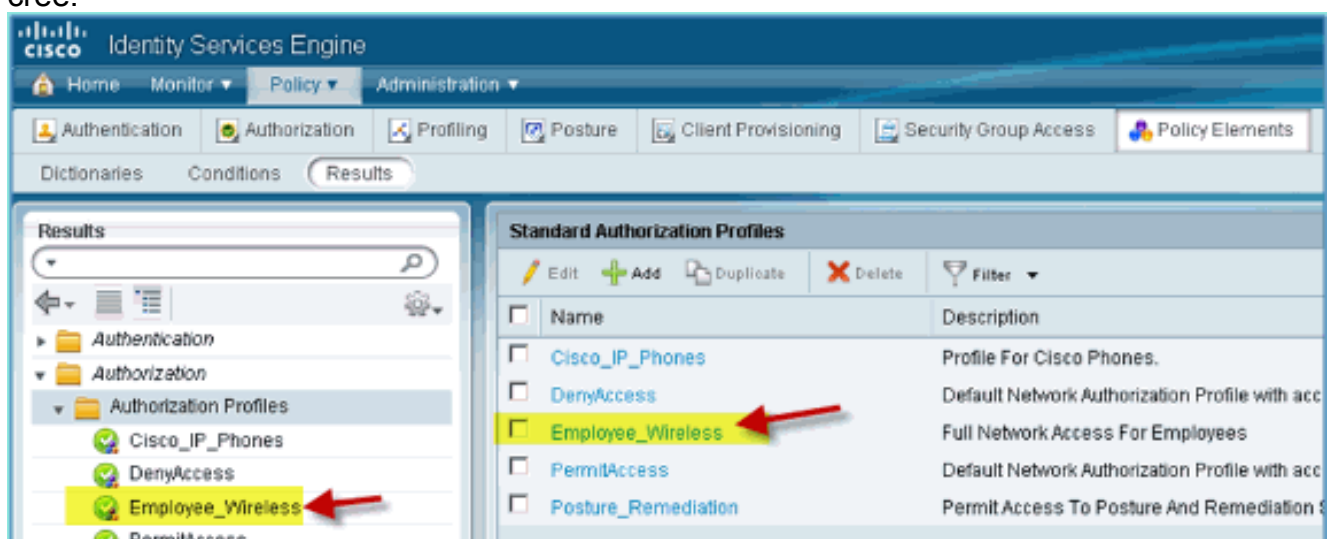 CISCO Identity Services Engine
Home Monitor Policy Administration
Authentication Authorization Profiling Posture Client Provisioning Security Group Access Policy Elements
Dictionaries Conditions Results
Results
Authentication
Authorization
Authorization Profiles
Cisco_IP_Phones
DenyAccess
Employee_Wireless
PermitAccess
Standard Authorization Profiles
Edit Add Duplicate Delete Filter
Name Description
Cisco_IP_Phones Profile For Cisco Phones.
DenyAccess Default Network Authorization Profile with acc
Employee_Wireless Full Network Access For Employees
PermitAccess Default Network Authorization Profile with acc
Posture_Remediation Permit Access To Posture And Remediation